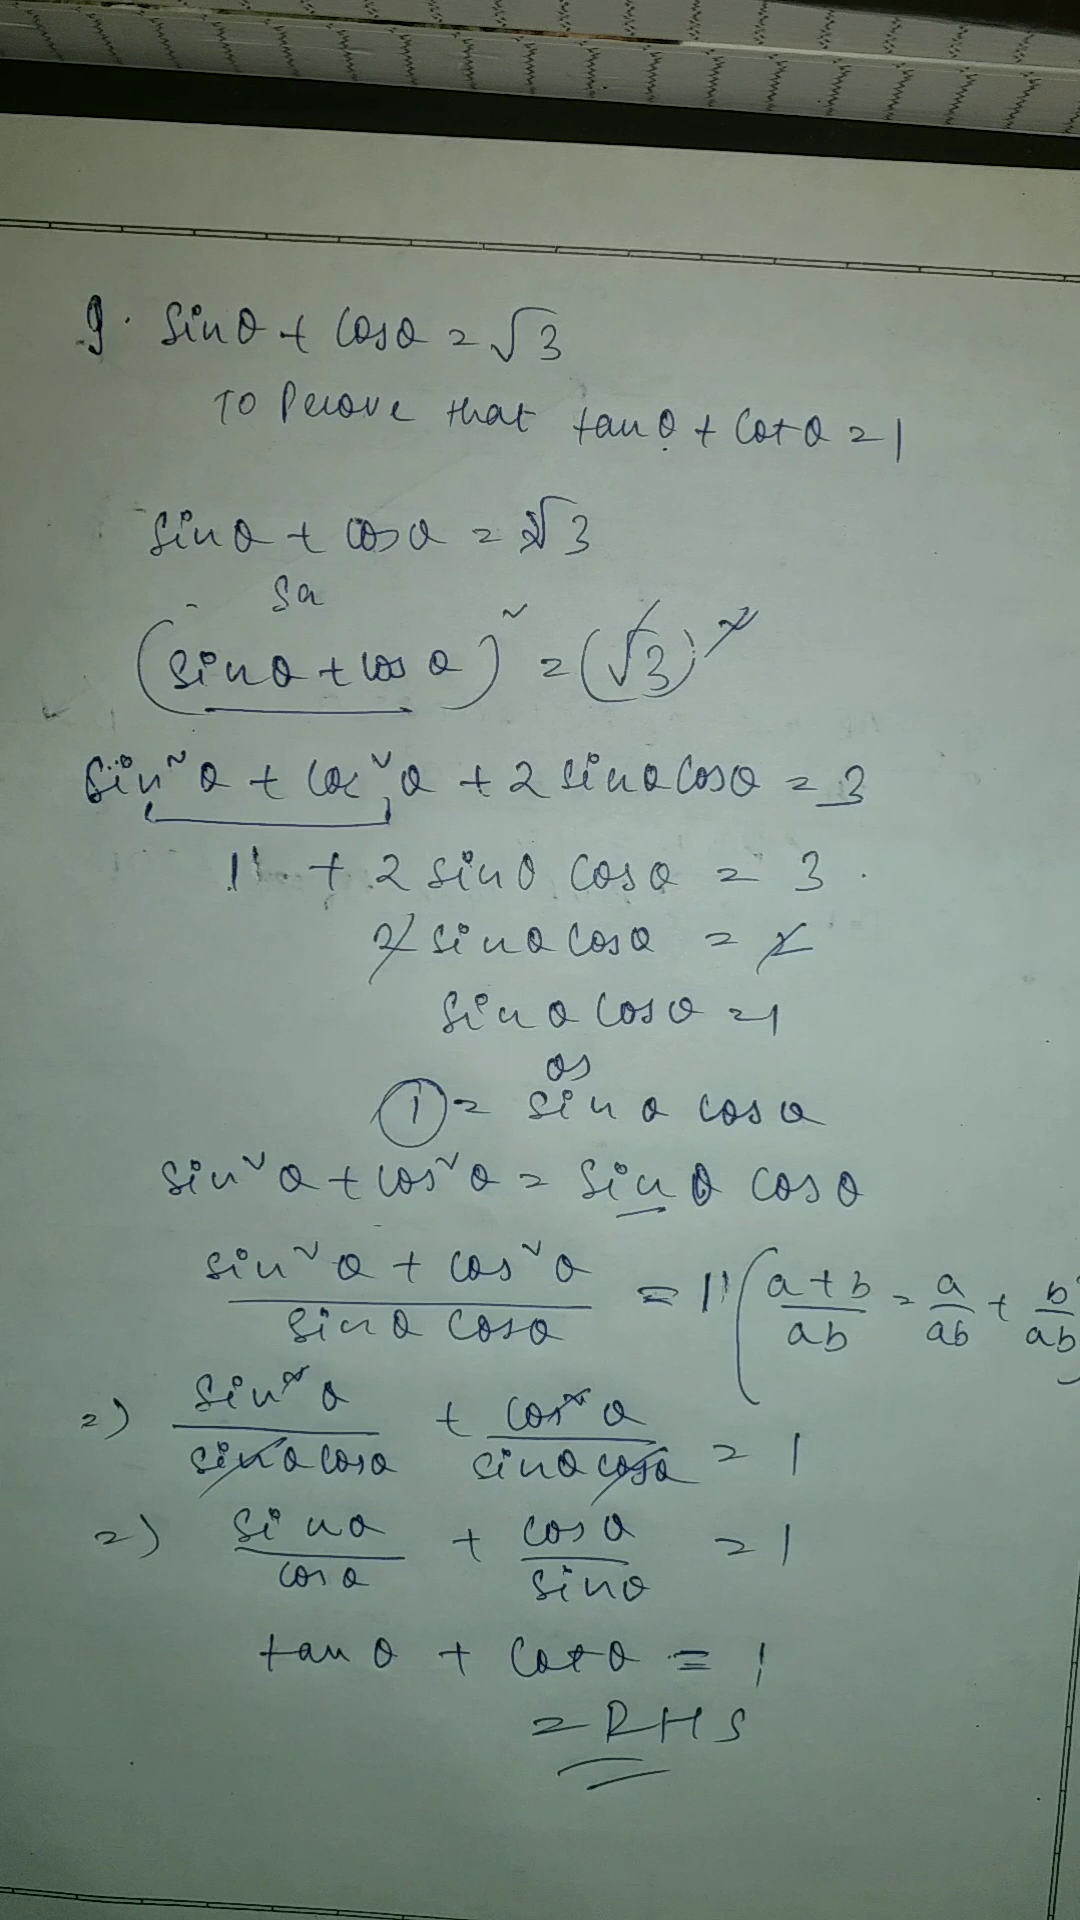 9. sinθ + cosθ = √3
To Prove that tanθ + cotθ = 1
sinθ + cosθ = √3
Sq
(sinθ + cosθ)² = (√3)²
sin²θ + cos²θ + 2 sinθ cosθ = 3
1 + 2 sinθ cosθ = 3
2 sinθ cosθ = 2
sinθ cosθ = 1
or
① = sinθ cosθ
sin²θ + cos²θ = sinθ cosθ
(sin²θ + cos²θ)/(sinθ cosθ) = 1 ((a+b)/ab = a/ab + b/ab)
⇒) sin²θ/(sinθ cosθ) + cos²θ/(sinθ cosθ) = 1
⇒) sinθ/cosθ + cosθ/sinθ = 1
tanθ + cotθ = 1
= RHS